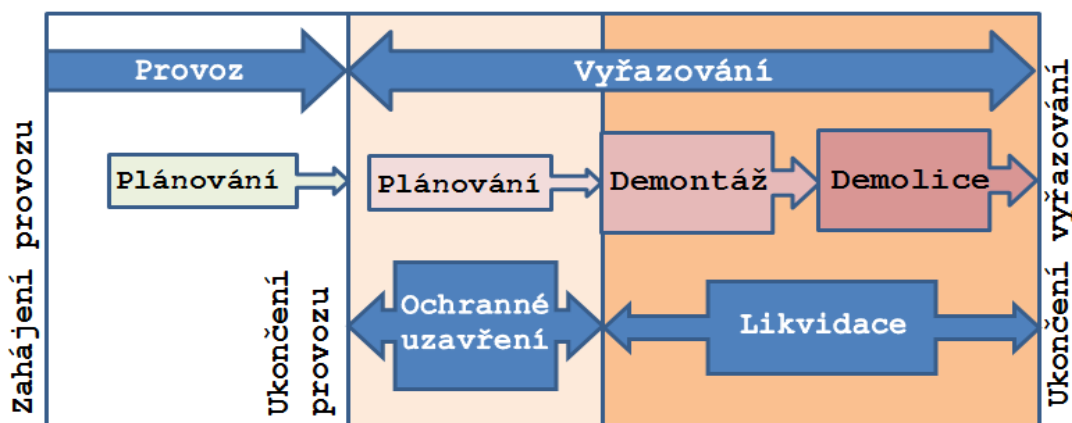 Provoz
Vyřazování
Plánování
Plánování
Demontáž
Demolice
Ochranné
uzavření
Likvidace
Zahájení provozu
Ukončení
provozu
Ukončení vyřazování